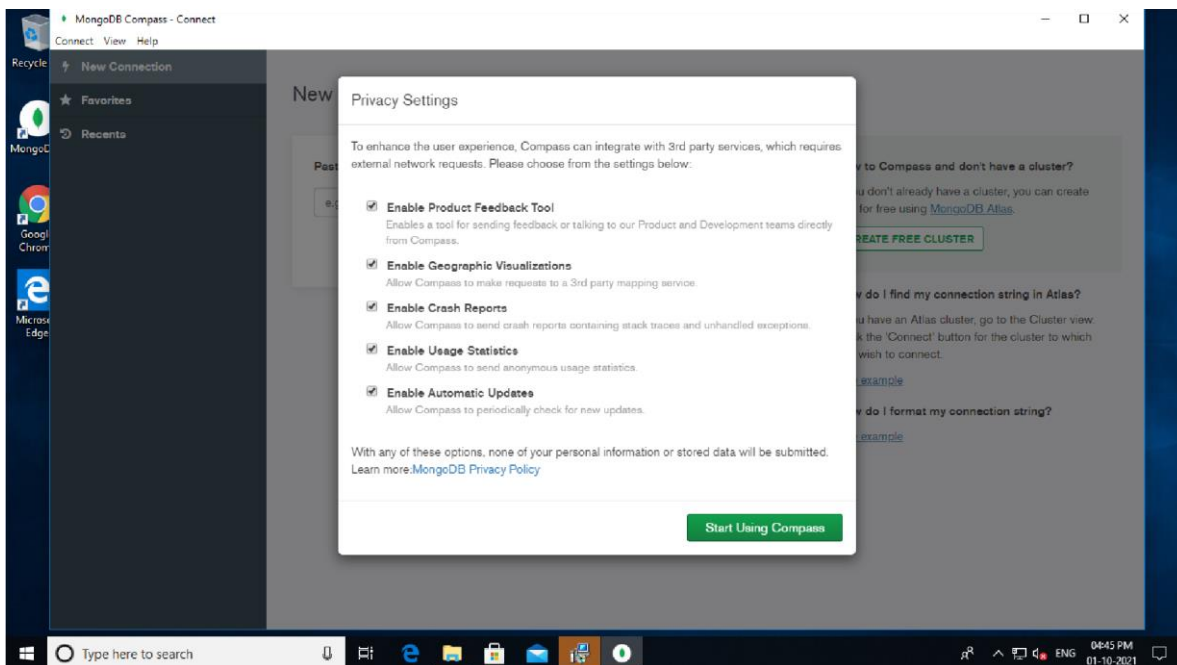 MongoDB Compass - Connect
Connect View Help
Recycle
New Connection
Favorites
Recents
New
Privacy Settings
To enhance the user experience, Compass can integrate with 3rd party services, which requires
external network requests. Please choose from the settings below:
Enable Product Feedback Tool
Enables a tool for sending feedback or talking to our Product and Development teams directly
from Compass.
Enable Geographic Visualizations
Allow Compass to make requests to a 3rd party mapping service.
Enable Crash Reports
Allow Compass to send crash reports containing stack traces and unhandled exceptions.
Enable Usage Statistics
Allow Compass to send anonymous usage statistics.
Enable Automatic Updates
Allow Compass to periodically check for new updates.
With any of these options, none of your personal information or stored data will be submitted.
Learn more:MongoDB Privacy Policy
Start Using Compass
Past
e.g
to Compass and don't have a cluster?
don't already have a cluster, you can create
for free using MongoDB Atlas.
REATE FREE CLUSTER
do I find my connection string in Atlas?
have an Atlas cluster, go to the Cluster view.
the 'Connect' button for the cluster to which
wish to connect.
example
do I format my connection string?
example
MongoD
Googl
Chrom
Micros
Edge
Type here to search
ENG
04:45 PM
01-10-2021